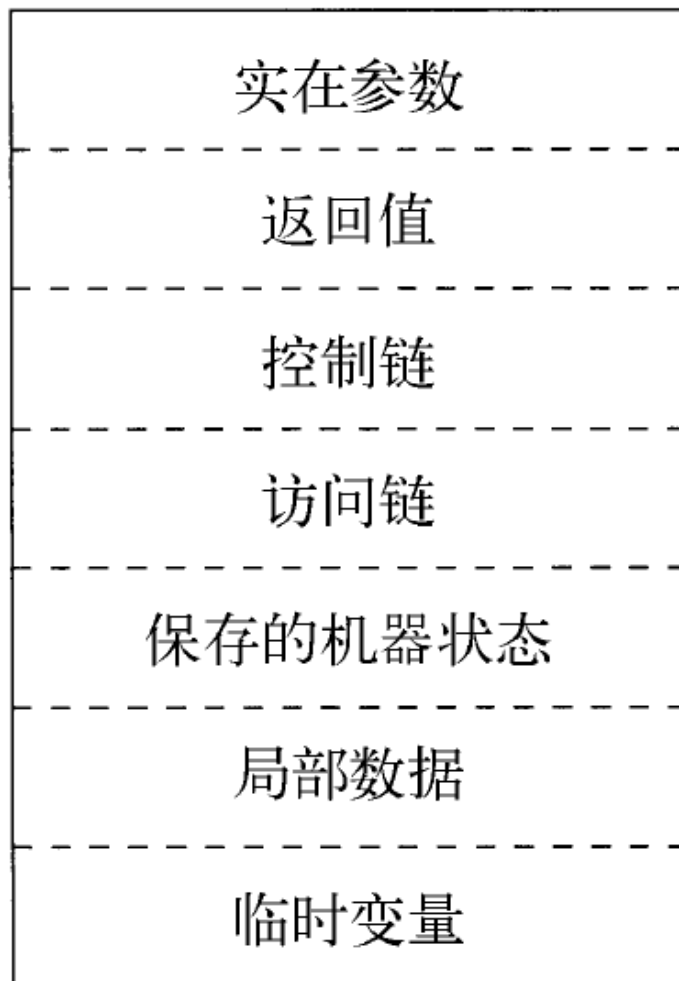 实在参数
返回值
控制链
访问链
保存的机器状态
局部数据
临时变量